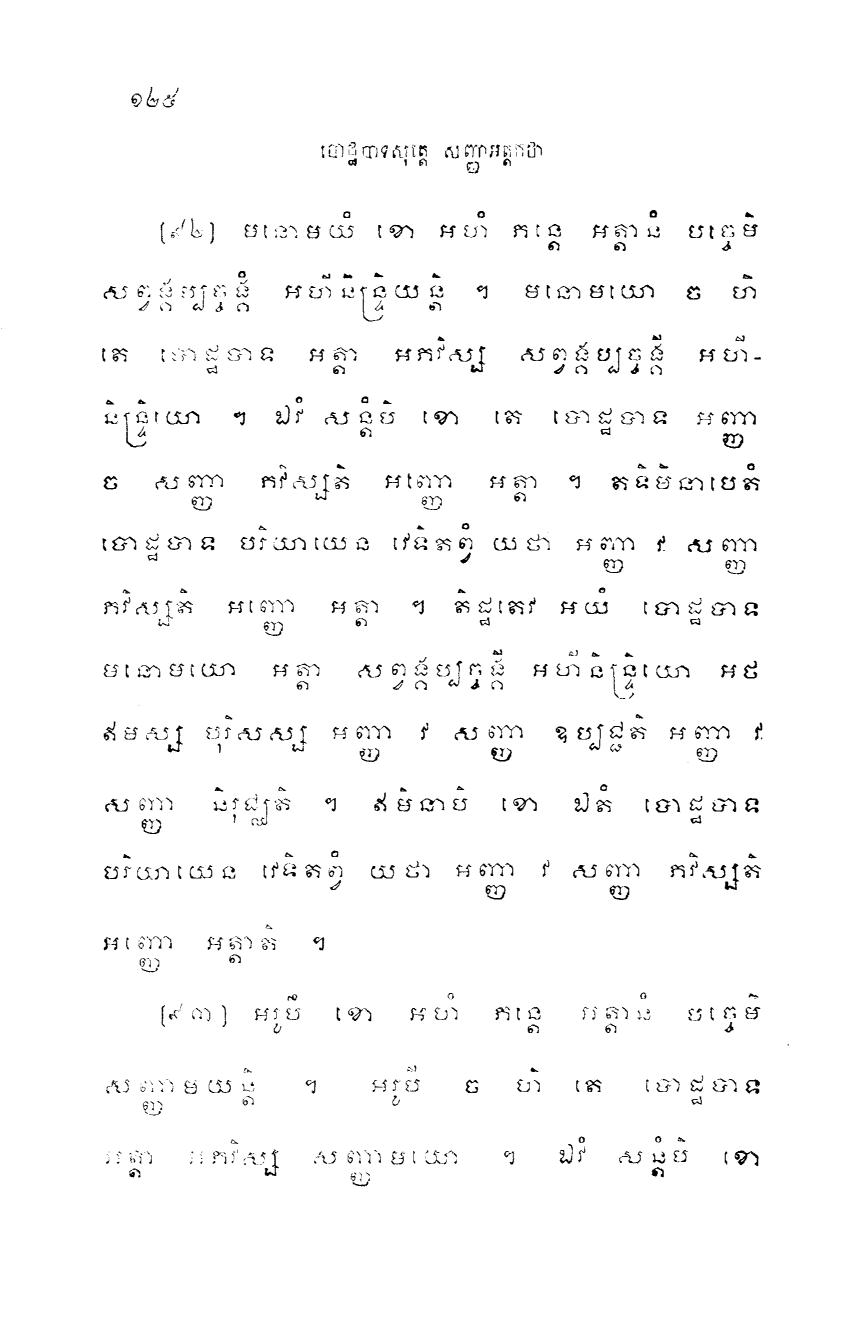 ១២៥
បោដ្ឋបាទសុត្តេ សញ្ញាអត្តកថា
(៩២) មនោមយំ ខោ អហំ ភន្តេ អត្តានំ បច្ចេមិ
សព្វង្គប្បច្ចង្គឹ អហីនិន្ទ្រិយន្តិ ។ មនោមយោ ច ហិ
តេ បោដ្ឋបាទ អត្តា អភវិស្ស សព្វង្គប្បច្ចង្គី អហី-
និន្ទ្រិយោ ។ ឯវំ សន្តំបិ ខោ តេ បោដ្ឋបាទ អញ្ញា
ច សញ្ញា ភវិស្សតិ អញ្ញោ អត្តា ។ តទិមិនាបេតំ
បោដ្ឋបាទ បរិយាយេន វេទិតព្វំ យថា អញ្ញា វ សញ្ញា
ភវិស្សតិ អញ្ញោ អត្តា ។ តិដ្ឋតេវ អយំ បោដ្ឋបាទ
មនោមយោ អត្តា សព្វង្គប្បច្ចង្គី អហីនិន្ទ្រិយោ អថ
ឥមស្ស បុរិសស្ស អញ្ញា វ សញ្ញា ឧប្បជ្ជតិ អញ្ញា វ
សញ្ញា និរុជ្ឈតិ ។ ឥមិនាបិ ខោ ឯតំ បោដ្ឋបាទ
បរិយាយេន វេទិតព្វំ យថា អញ្ញា វ សញ្ញា ភវិស្សតិ
អញ្ញោ អត្តាតិ ។
(៩៣) អរូបឹ ខោ អហំ ភន្តេ អត្តានំ បច្ចេមិ
សញ្ញាមយន្តិ ។ អរូបី ច ហិ តេ បោដ្ឋបាទ
អត្តា អភវិស្ស សញ្ញាមយោ ។ ឯវំ សន្តំបិ ខោ